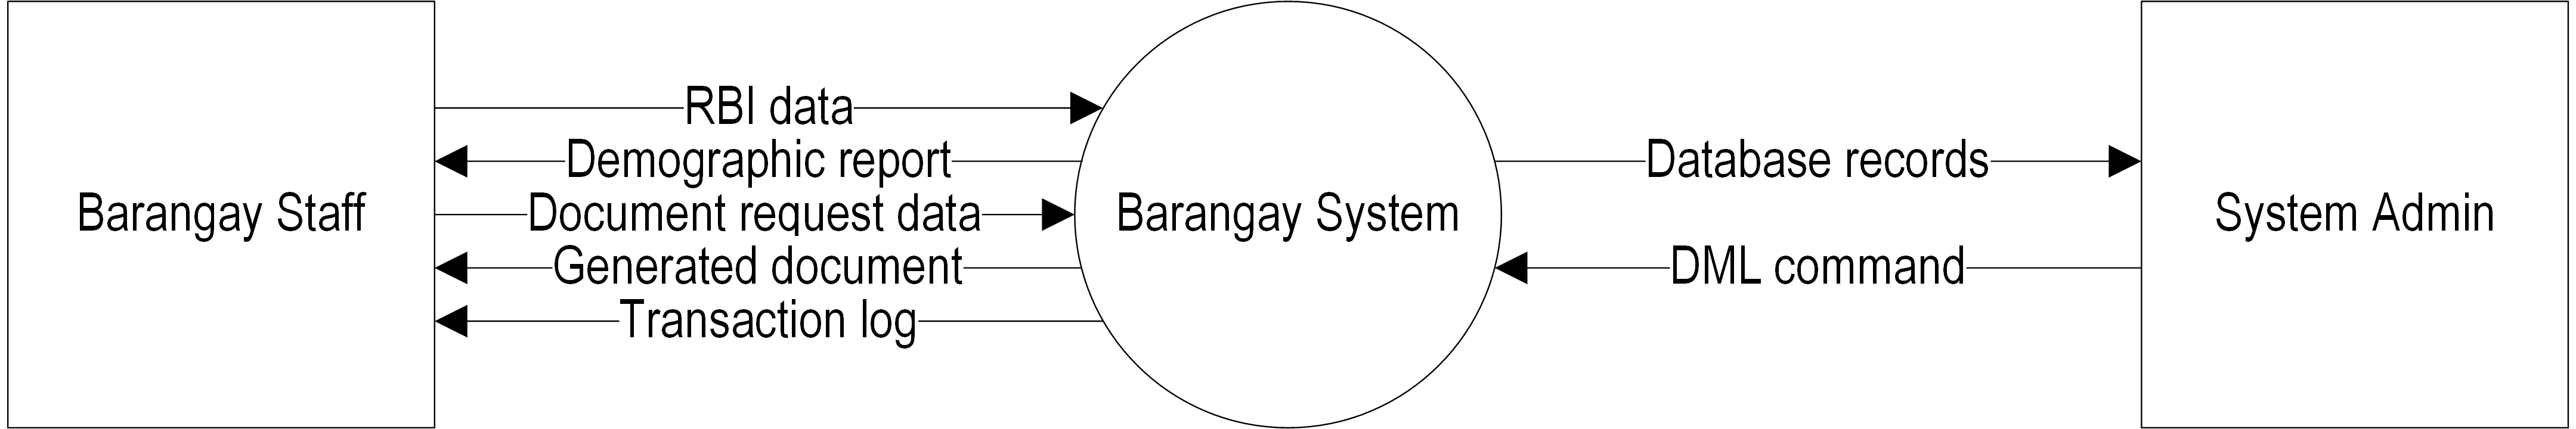 Barangay Staff
RBI data
Demographic report
Document request data
Generated document
Transaction log
Barangay System
Database records
DML command
System Admin